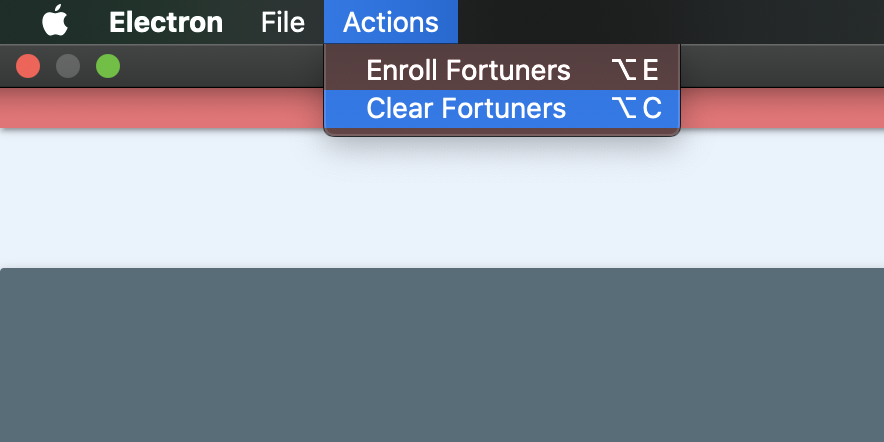 Electron File Actions
Enroll Fortuners ⌥ E
Clear Fortuners ⌥ C